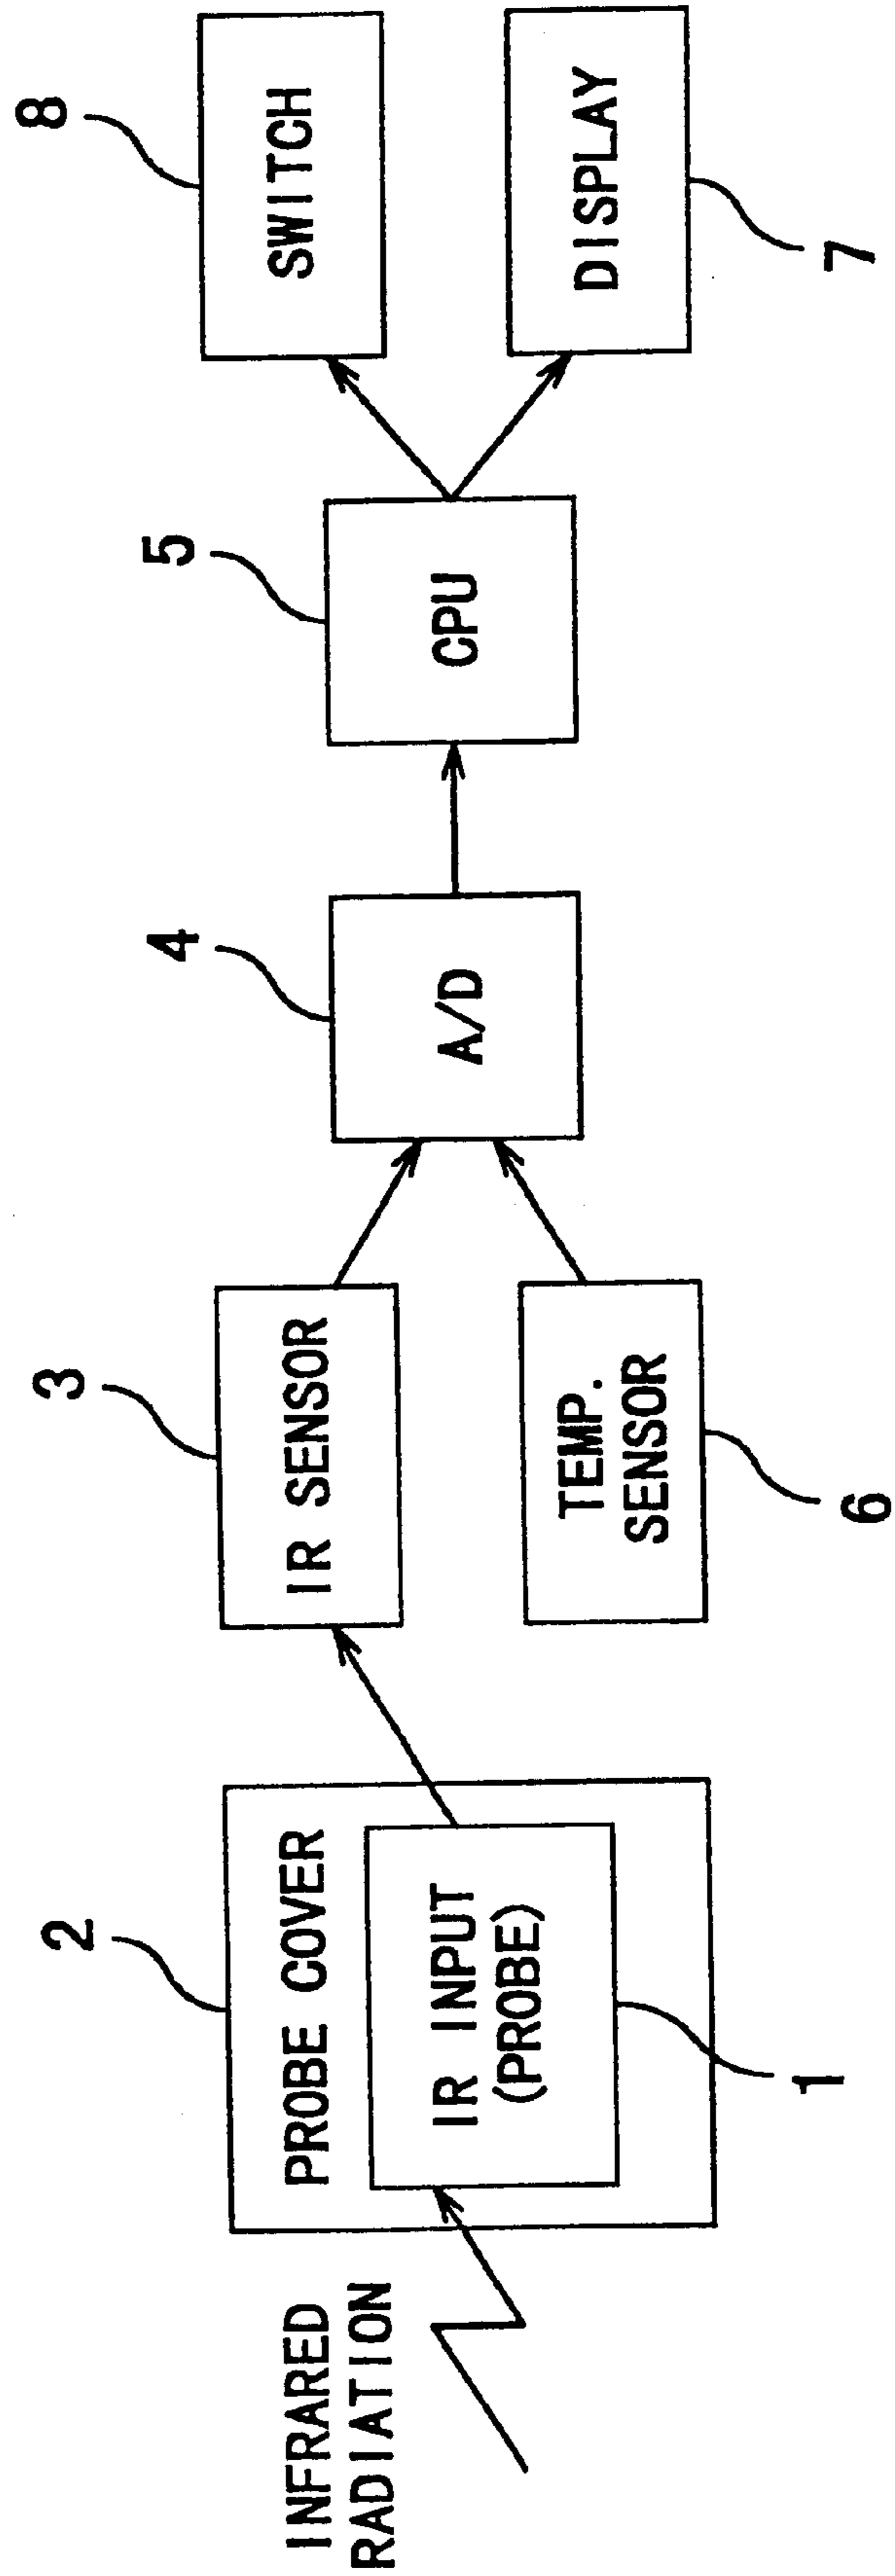 INFRARED
RADIATION
2
PROBE COVER
IR INPUT
(PROBE)
1
3
IR SENSOR
TEMP.
SENSOR
6
4
A/D
5
CPU
8
SWITCH
DISPLAY
7